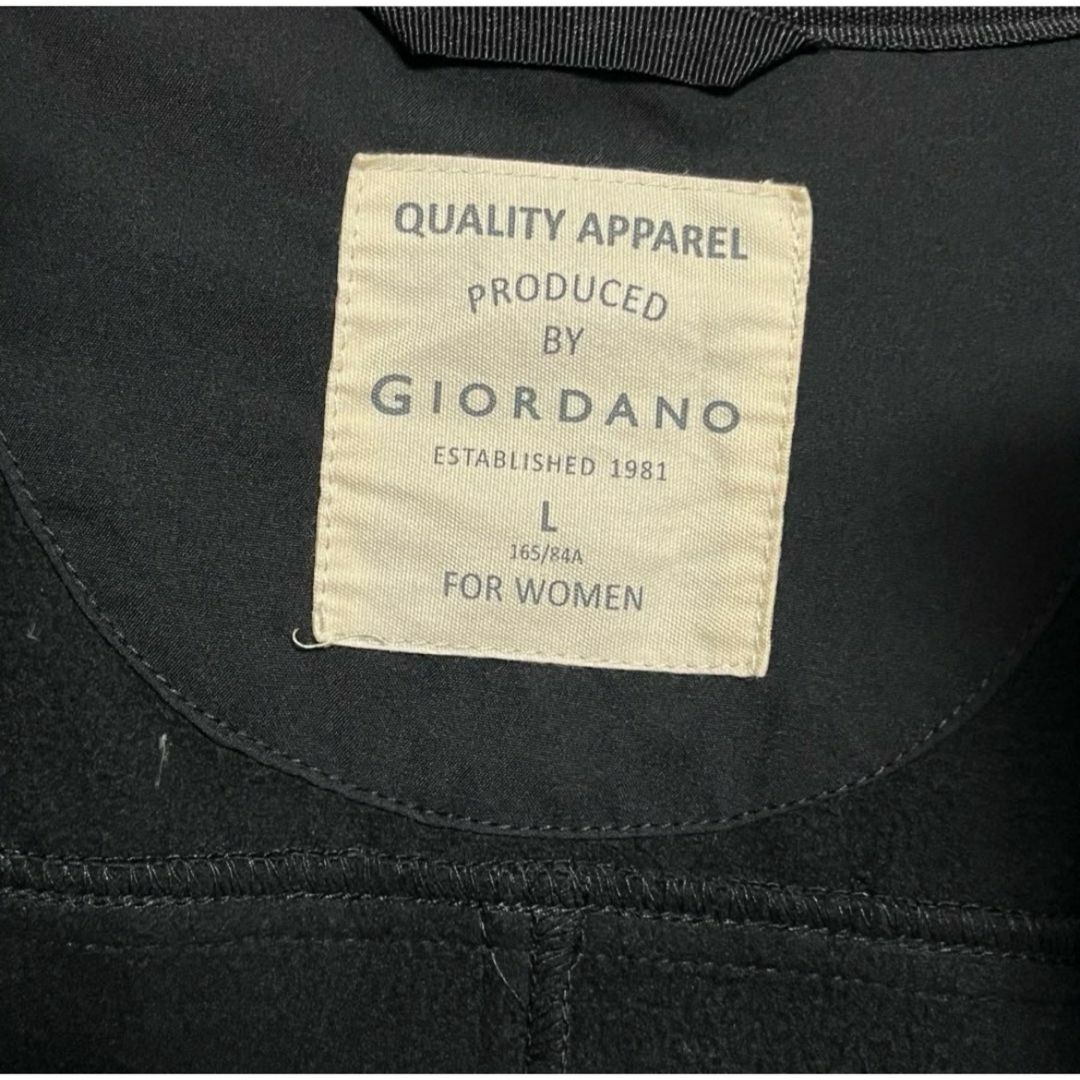 QUALITY APPAREL
PRODUCED
BY
GIORDANO
ESTABLISHED 1981
L
165/84A
FOR WOMEN